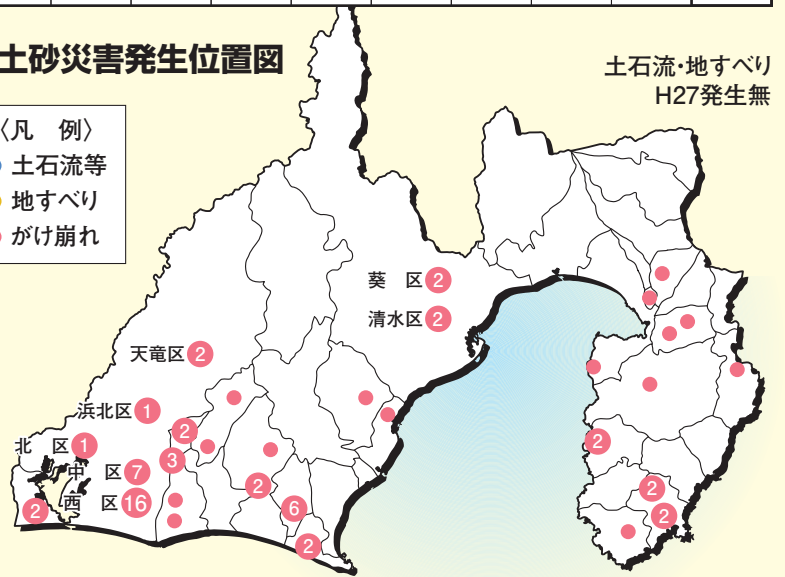 土砂災害発生位置図
土石流・地すべり
H27発生無
〈凡　例〉
土石流等
地すべり
がけ崩れ
葵　区 2
清水区 2
天竜区 2
浜北区 1
2
北　区 1
3
中　区 7
2
2
西　区 16
6
2
2
2
2
2